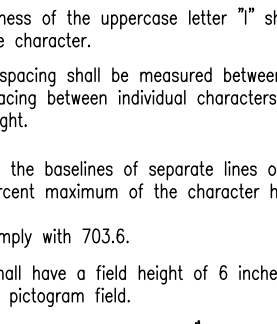 ness of the uppercase letter "I" sh
e character.
spacing shall be measured between
acing between individual characters
ght.
the baselines of separate lines o
rcent maximum of the character h
mply with 703.6.
hall have a field height of 6 inche
pictogram field.